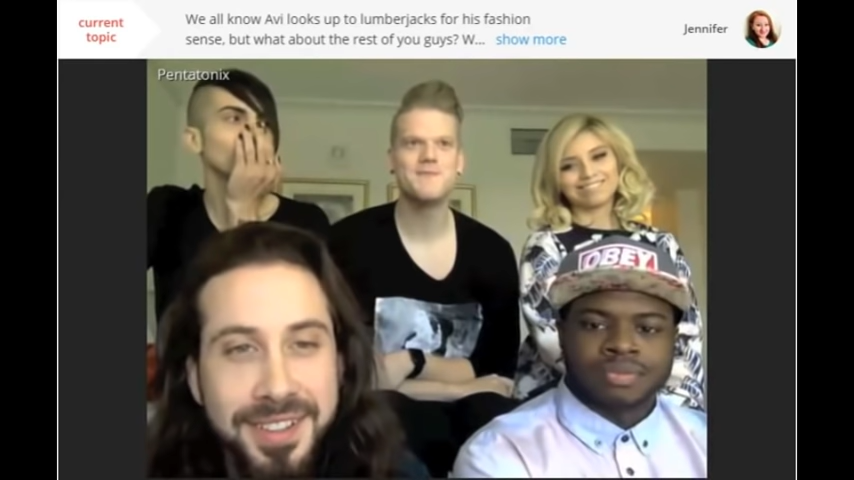 current
topic
We all know Avi looks up to lumberjacks for his fashion
sense, but what about the rest of you guys? W... show more
Jennifer
Pentatonix
OBEY